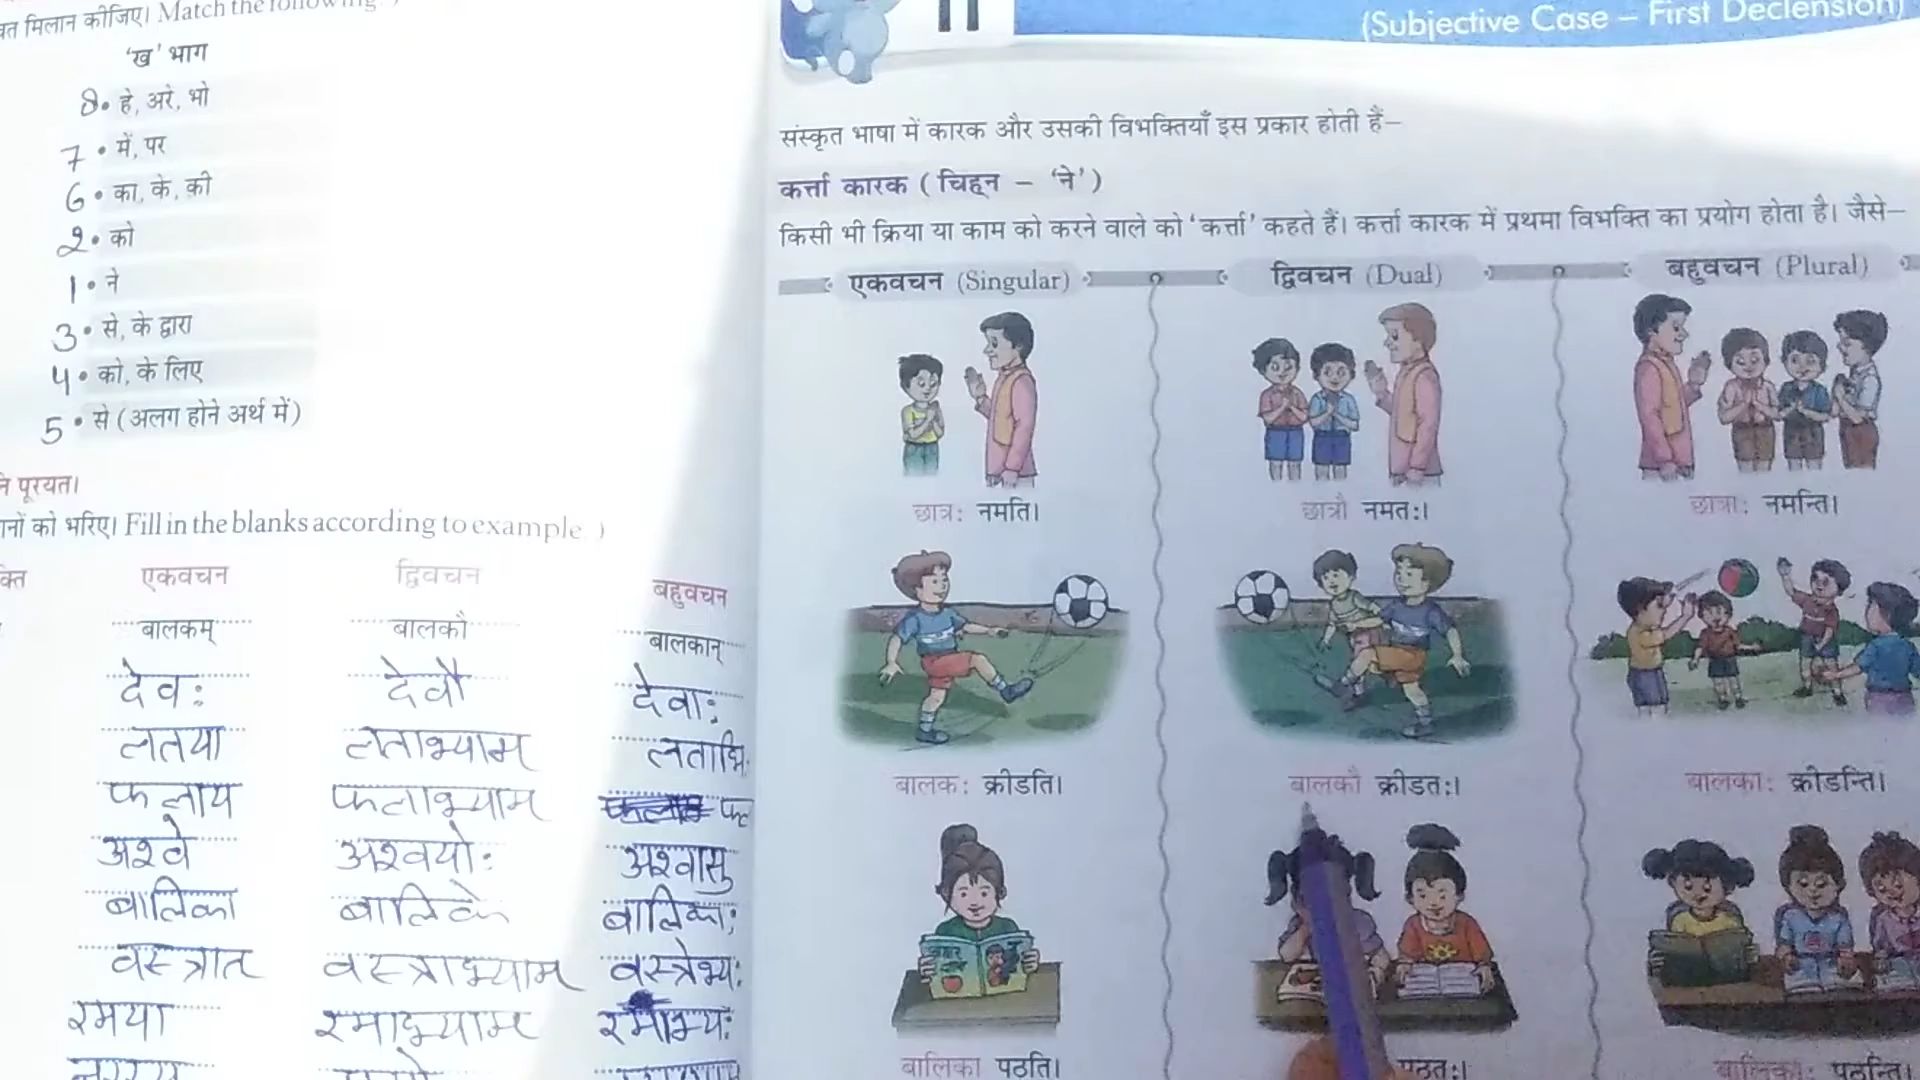 वत मिलान कीजिए। Match the following
'ख' भाग
8 • हे, अरे, भो
7 • में, पर
6 • का, के, की
2 • को
1 • ने
3 • से, के द्वारा
4 • को, के लिए
5 • से (अलग होने अर्थ में)
पूरयत।
को भरिए। Fill in the blanks according to example )
एकवचन द्विवचन बहुवचन
बालकम् बालकौ बालकान्
देवः देवौ देवाः
लतया लताभ्याम लताभि
फलाय फलाभ्याम
अश्वे अश्वयोः अश्वासु
बालिका बालिके बालिकाः
वस्त्रात वस्त्राभ्याम वस्त्रेभ्यः
रमया रमाभ्याम रमाभ्यः
(Subjective Case – First Declension)
संस्कृत भाषा में कारक और उसकी विभक्तियाँ इस प्रकार होती हैं–
कर्त्ता कारक ( चिह्न – 'ने' )
किसी भी क्रिया या काम को करने वाले को 'कर्त्ता' कहते हैं। कर्त्ता कारक में प्रथमा विभक्ति का प्रयोग होता है। जैसे–
एकवचन (Singular) द्विवचन (Dual) बहुवचन (Plural)
छात्रः नमति। छात्रौ नमतः। छात्राः नमन्ति।
बालकः क्रीडति। बालकौ क्रीडतः। बालकाः क्रीडन्ति।
बालिका पठति। पठतः। बालिकाः पठन्ति।